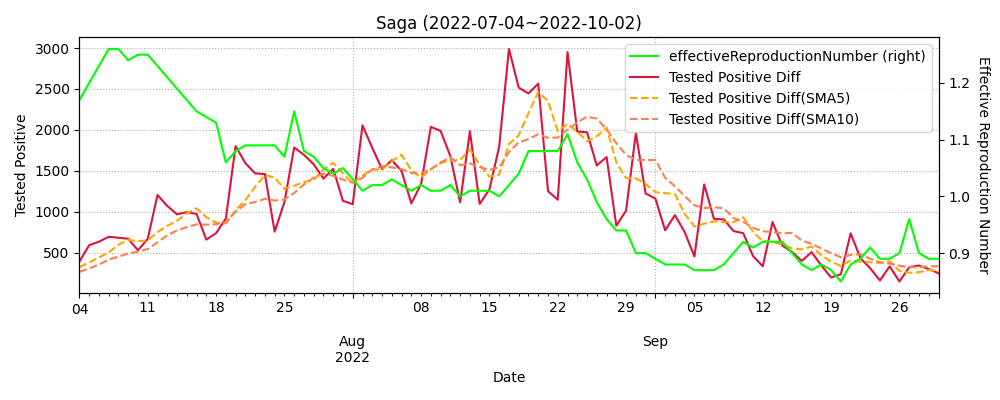 Saga (2022-07-04~2022-10-02)
effectiveReproductionNumber (right)
Tested Positive Diff
Tested Positive Diff(SMA5)
Tested Positive Diff(SMA10)
Tested Positive
3000
2500
2000
1500
1000
500
1.2
1.1
1.0
0.9
Effective Reproduction Number
04 11 18 25 08 15 22 29 05 12 19 26
Aug Sep
2022
Date